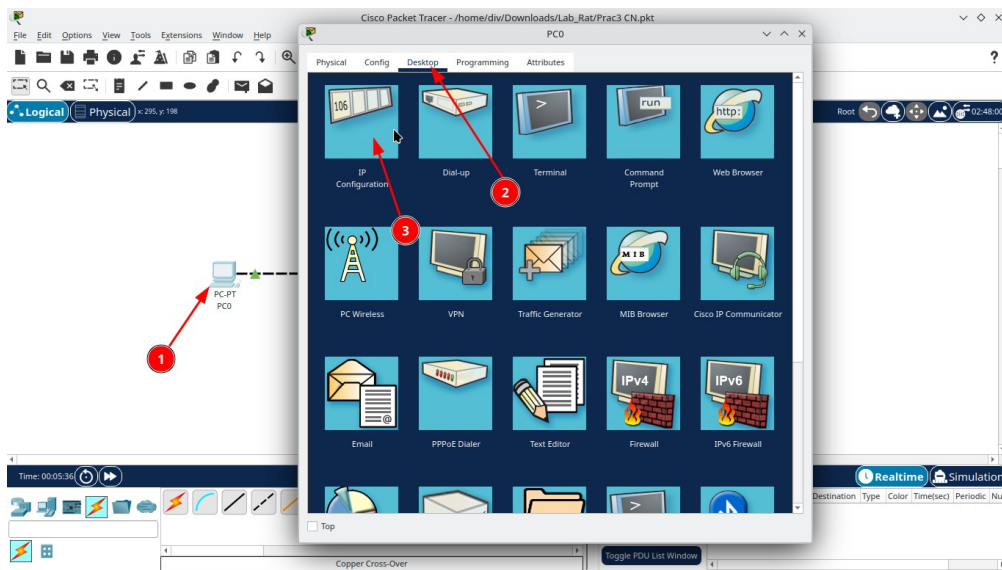 Cisco Packet Tracer - /home/div/Downloads/Lab_Rat/Prac3 CN.pkt
File Edit Options View Tools Extensions Window Help
PC0
Physical Config Desktop Programming Attributes
?
Logical Physical x: 295, y: 198
Root 02:48:00
106
>
run
http:
IP
Configuration
Dial-up
Terminal
Command
Prompt
Web Browser
2
3
MIB
PC-PT
PC0
PC Wireless
VPN
Traffic Generator
MIB Browser
Cisco IP Communicator
1
@
IPv4
IPv6
Email
PPPoE Dialer
Text Editor
Firewall
IPv6 Firewall
Time: 00:05:36
Realtime Simulation
>
Destination Type Color Time(sec) Periodic Nu
Top
Toggle PDU List Window
Copper Cross-Over